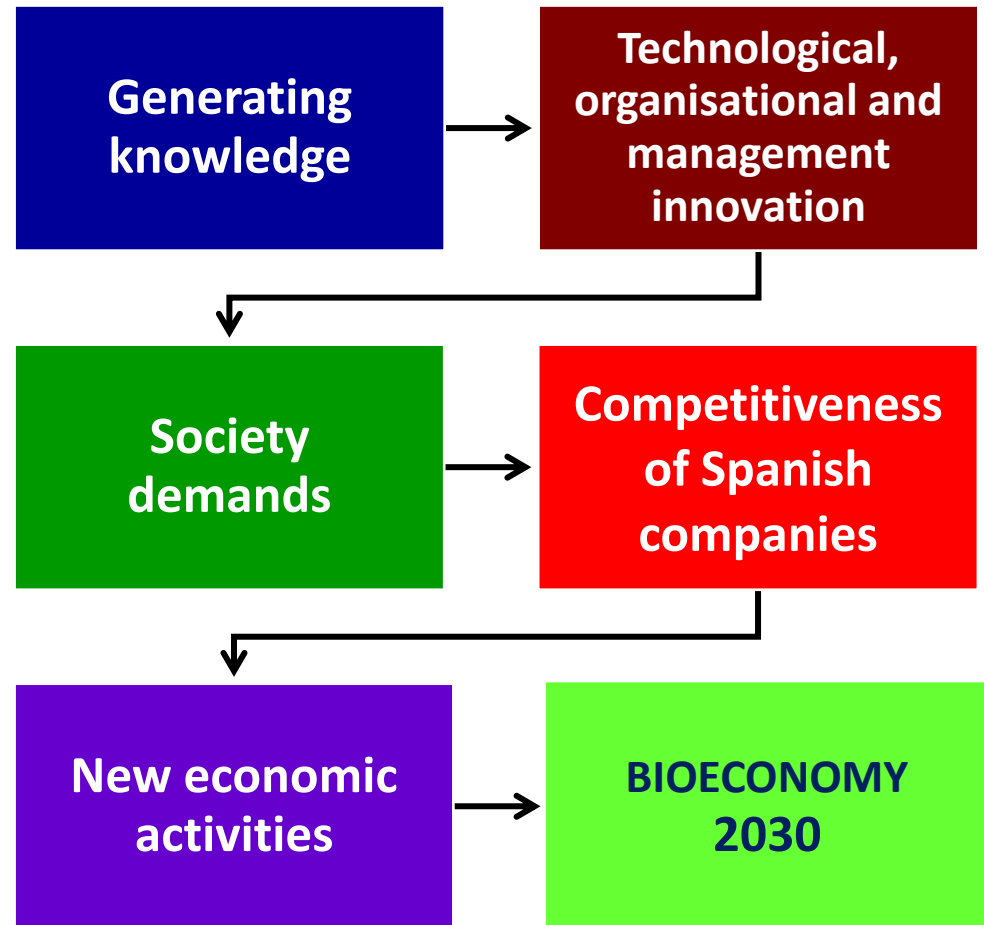 Generating
knowledge
Technological,
organisational and
management
innovation
Society
demands
Competitiveness
of Spanish
companies
New economic
activities
BIOECONOMY
2030